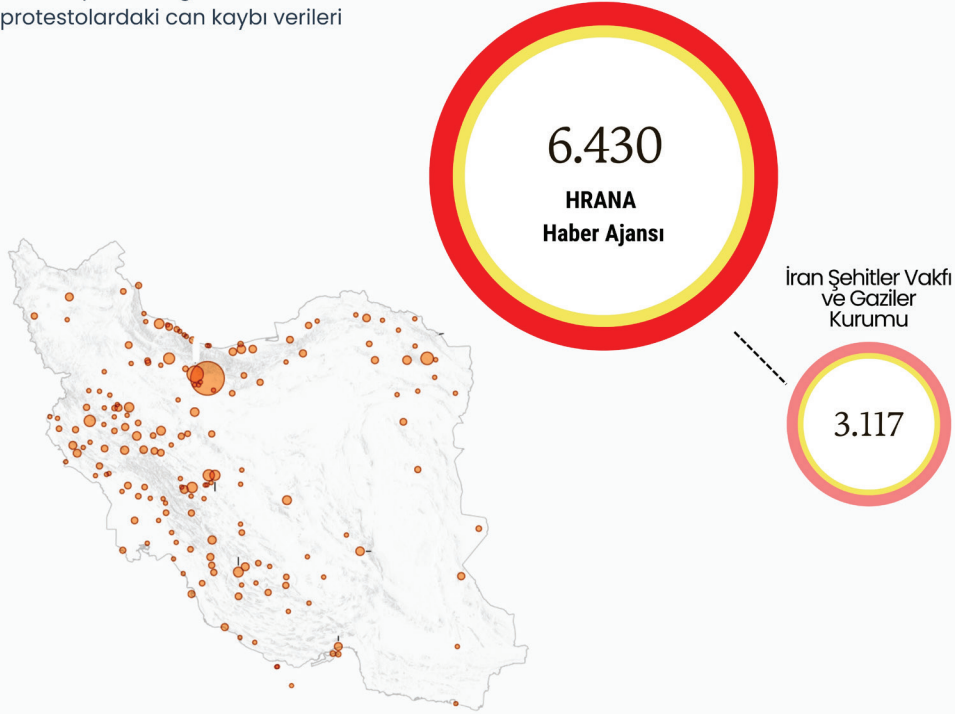 protestolardaki can kaybı verileri
6.430
HRANA
Haber Ajansı
İran Şehitler Vakfı
ve Gaziler
Kurumu
3.117